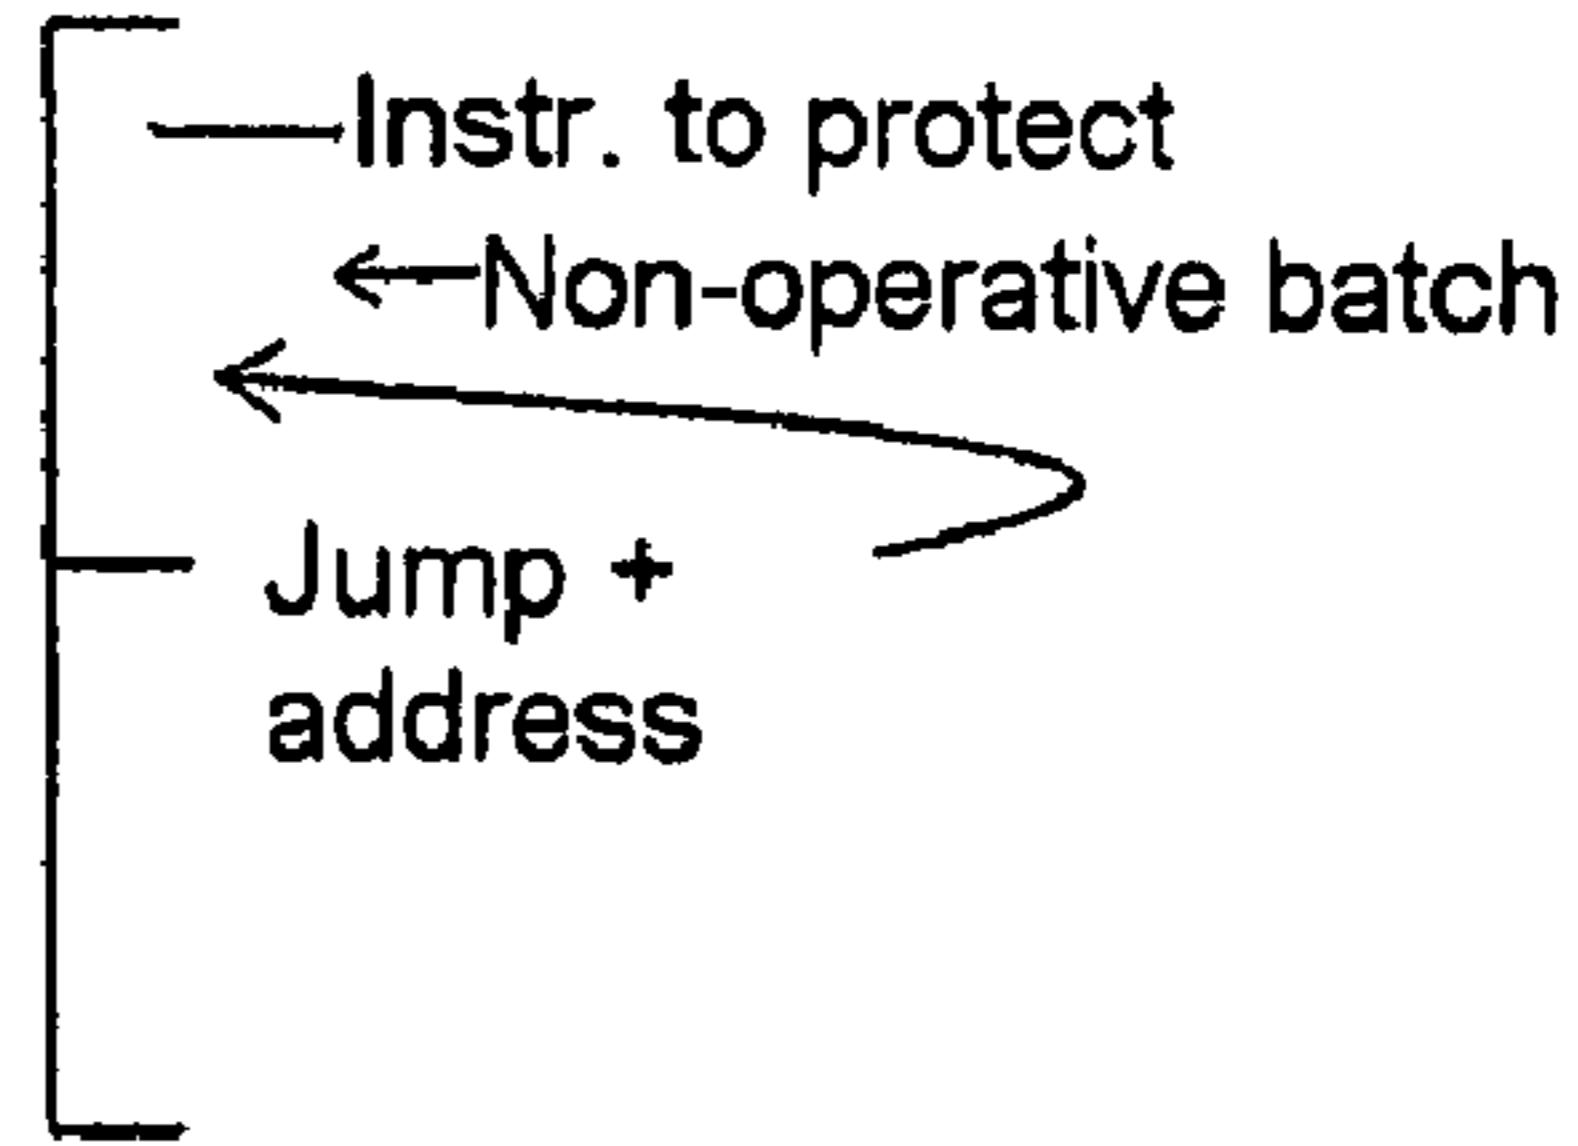 Instr. to protect
Non-operative batch
Jump +
address